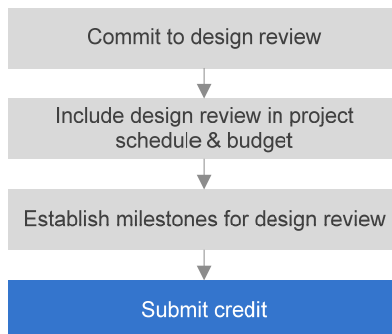 Commit to design review
Include design review in project
schedule & budget
Establish milestones for design review
Submit credit